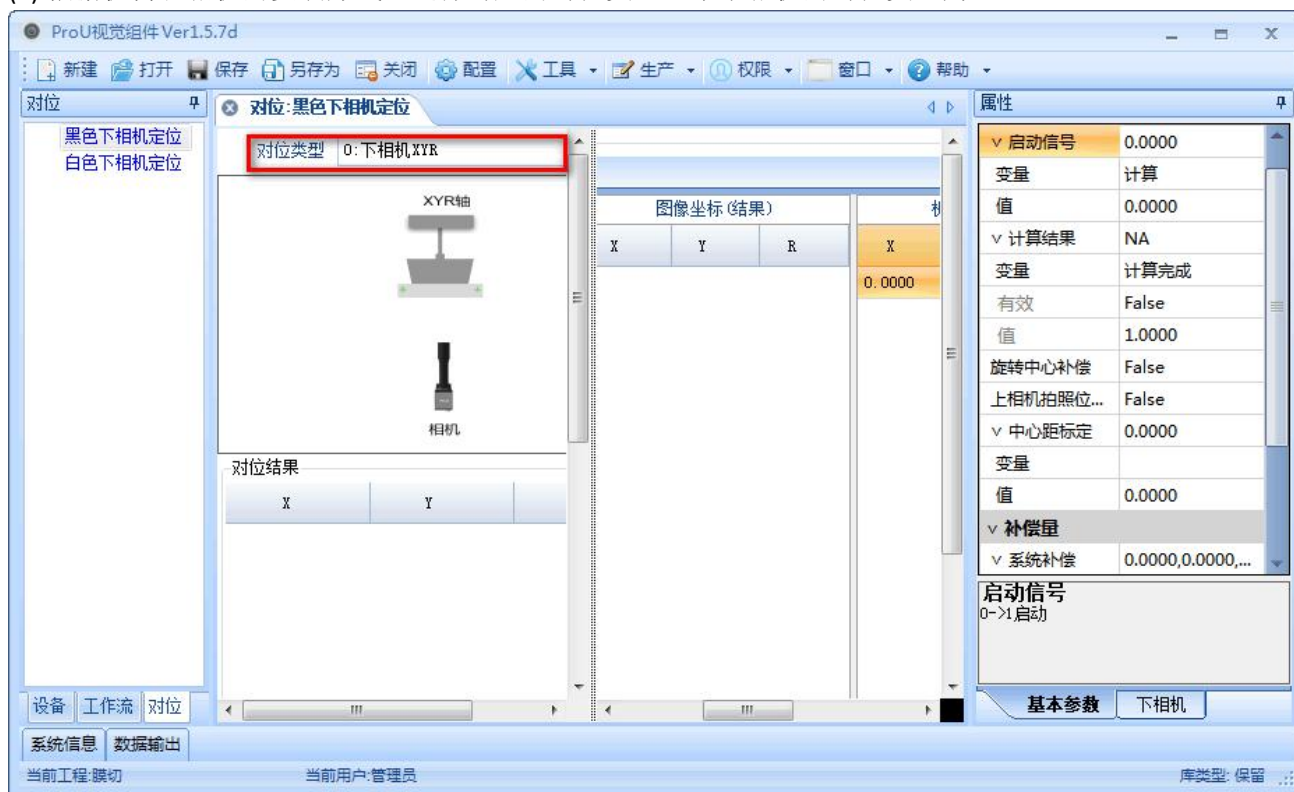 ProU视觉组件 Ver1.5.7d
新建 打开 保存 另存为 关闭 配置 工具 生产 权限 窗口 帮助
对位
黑色下相机定位
白色下相机定位
对位:黑色下相机定位
对位类型 0:下相机XYR
XYR轴
相机
对位结果
X Y
图像坐标(结果)
X Y R X
0.0000
属性
启动信号 0.0000
变量 计算
值 0.0000
计算结果 NA
变量 计算完成
有效 False
值 1.0000
旋转中心补偿 False
上相机拍照位... False
中心距标定 0.0000
变量
值 0.0000
补偿量
系统补偿 0.0000,0.0000,...
启动信号
0->1启动
基本参数 下相机
设备 工作流 对位
系统信息 数据输出
当前工程:膜切 当前用户:管理员 库类型: 保留